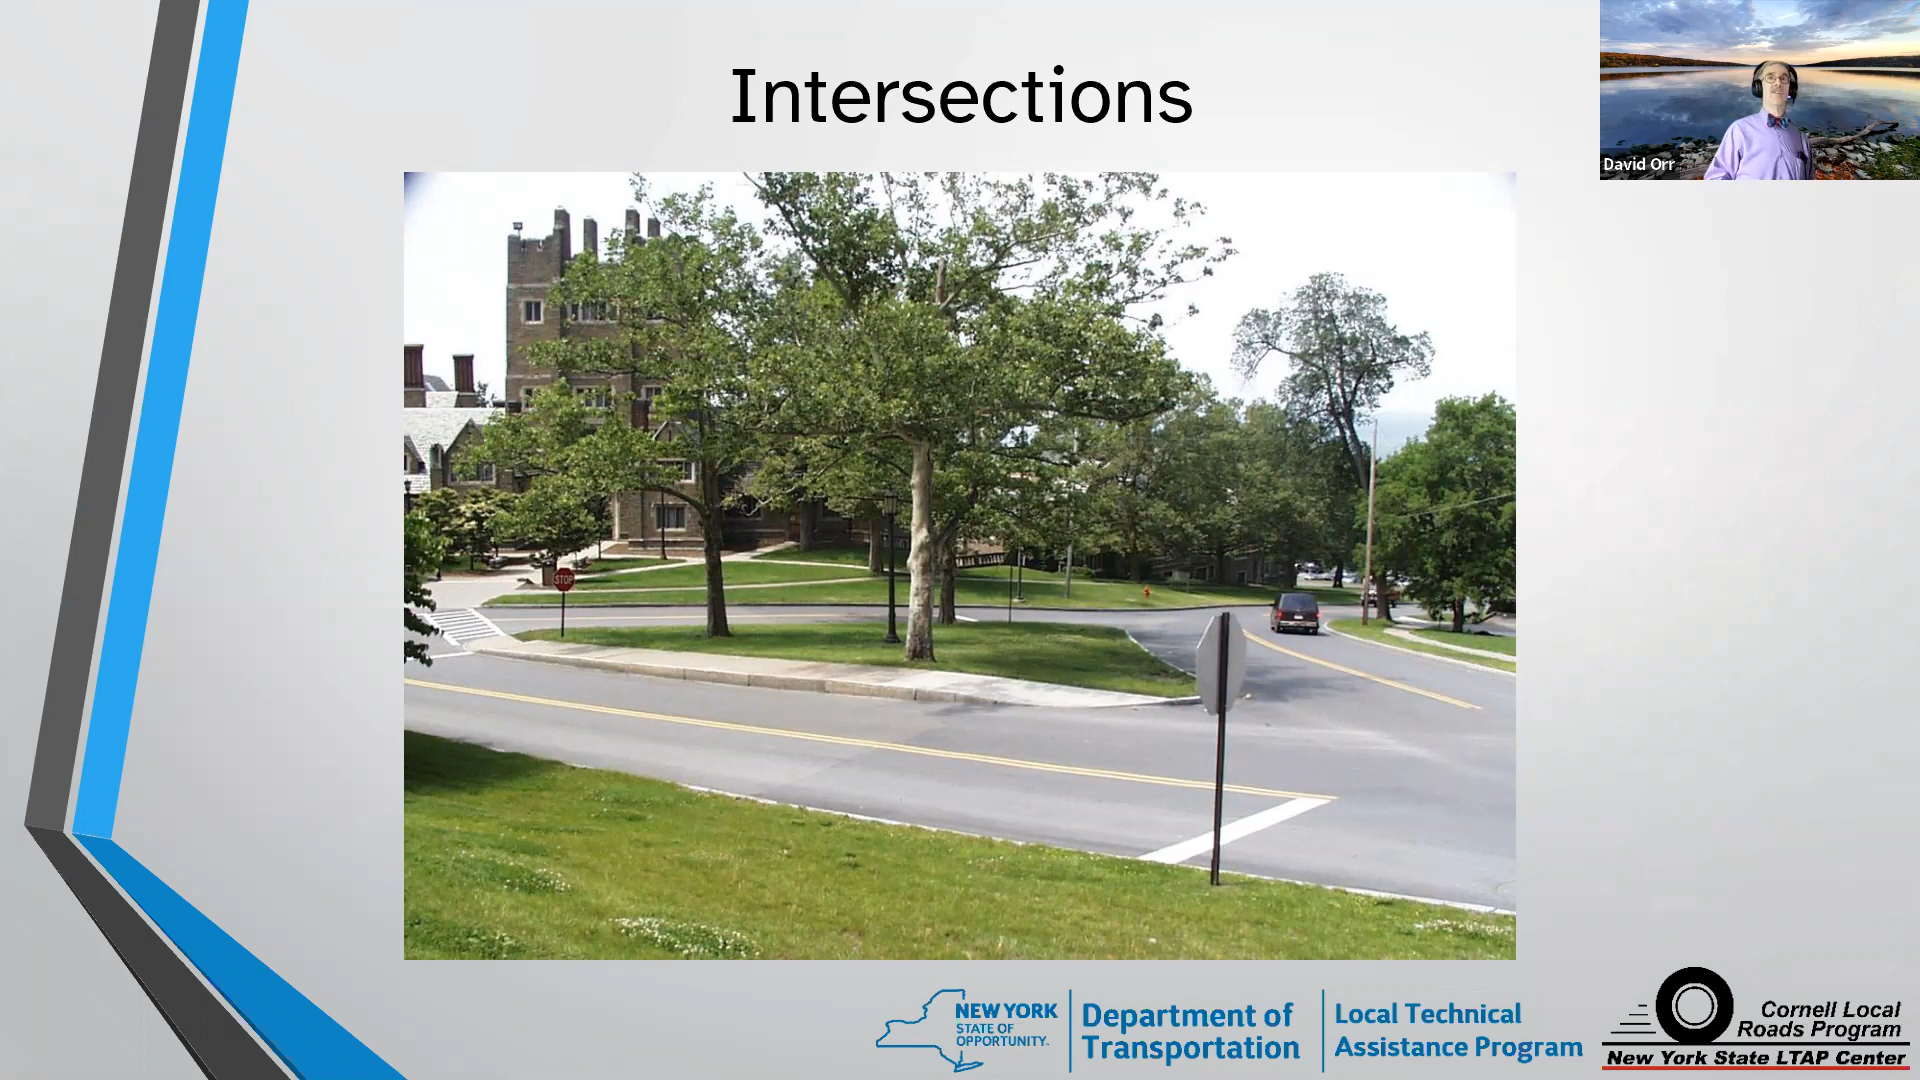 Intersections
David Orr
STOP
NEW YORK
STATE OF
OPPORTUNITY.
Department of
Transportation
Local Technical
Assistance Program
Cornell Local
Roads Program
New York State LTAP Center